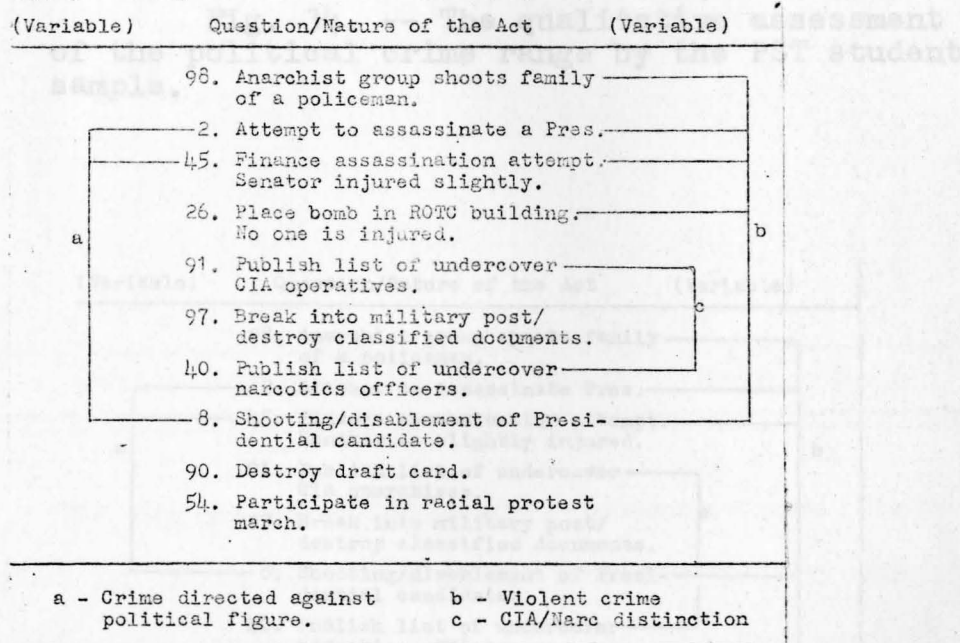 (Variable) Question/Nature of the Act (Variable)
98. Anarchist group shoots family
of a policeman.
2. Attempt to assassinate a Pres.
45. Finance assassination attempt.
Senator injured slightly.
26. Place bomb in ROTC building.
No one is injured.
a
b
91. Publish list of undercover
CIA operatives.
c
97. Break into military post/
destroy classified documents.
40. Publish list of undercover
narcotics officers.
8. Shooting/disablement of Presi-
dential candidate.
90. Destroy draft card.
54. Participate in racial protest
march.
a - Crime directed against b - Violent crime
political figure. c - CIA/Narc distinction